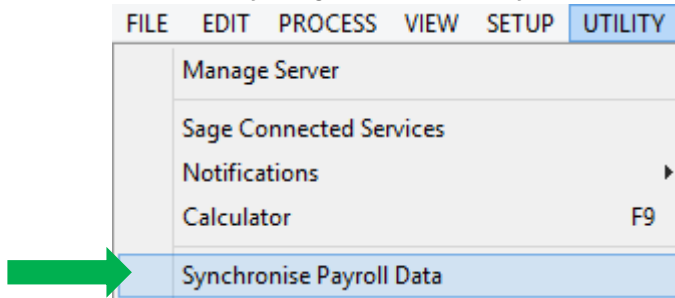 FILE EDIT PROCESS VIEW SETUP UTILITY
Manage Server
Sage Connected Services
Notifications
Calculator F9
Synchronise Payroll Data